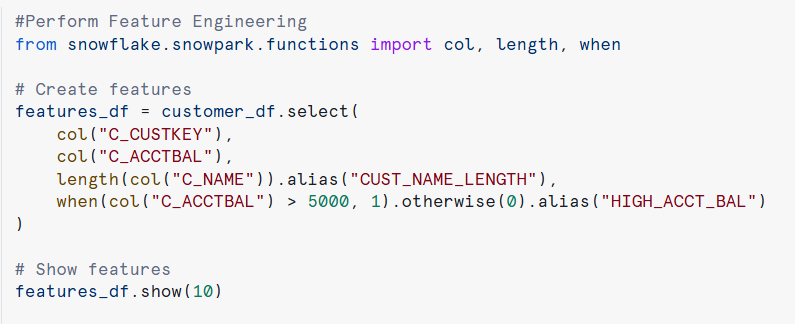 #Perform Feature Engineering
from snowflake.snowpark.functions import col, length, when
# Create features
features_df = customer_df.select(
    col("C_CUSTKEY"),
    col("C_ACCTBAL"),
    length(col("C_NAME")).alias("CUST_NAME_LENGTH"),
    when(col("C_ACCTBAL") > 5000, 1).otherwise(0).alias("HIGH_ACCT_BAL")
)
# Show features
features_df.show(10)